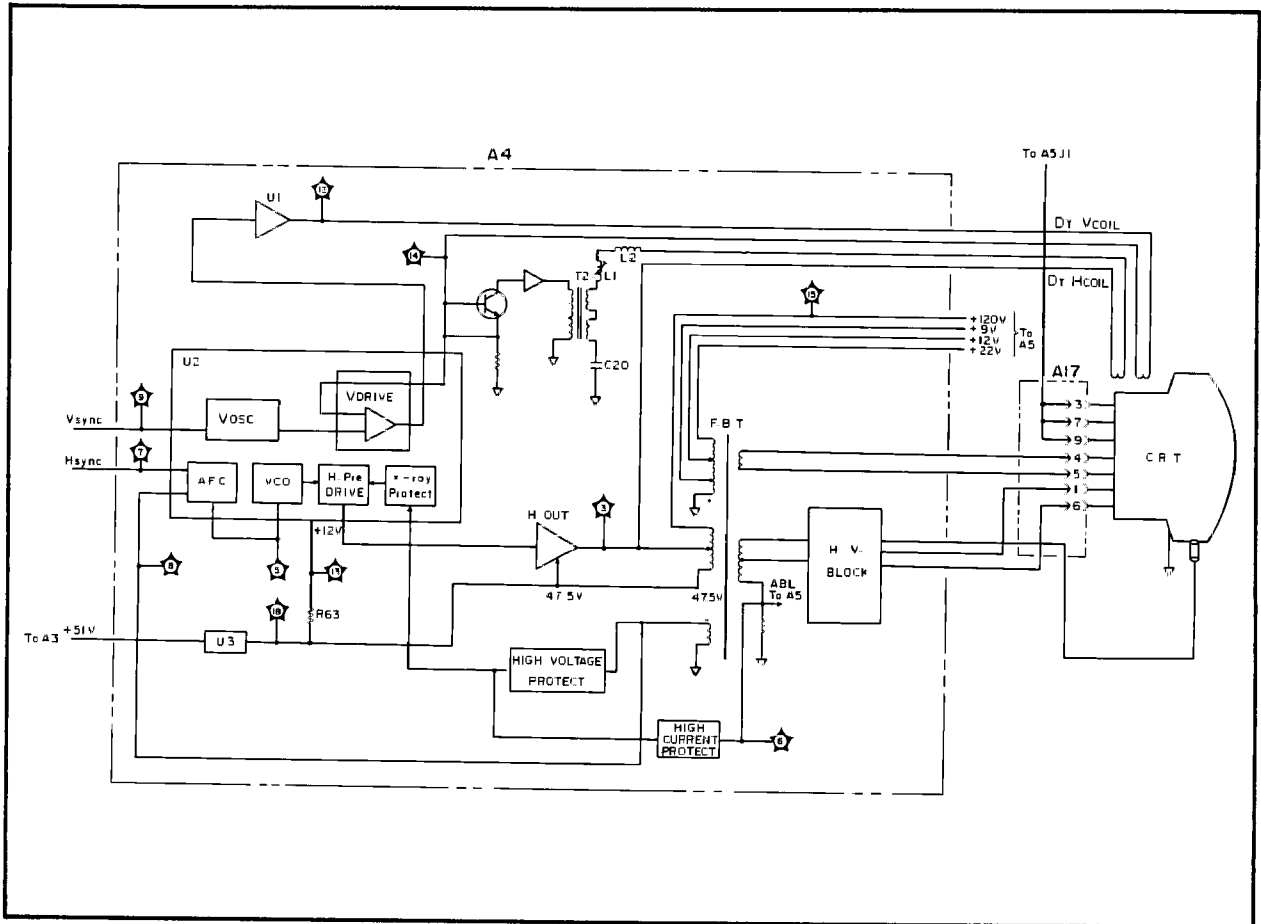 A4
To A5J1
U1
12
DY VCOIL
14
T2
L1
L2
DY HCOIL
15
+120V
+9V
+12V
+22V
To A5
C20
U2
VDRIVE
A17
9
Vsync
VOSC
3
7
9
4
5
1
6
CRT
FBT
7
Hsync
AFC
VCO
H-Pre DRIVE
x-ray Protect
3
H OUT
+12V
H V-
BLOCK
8
5
13
47.5V
47.5V
ABL
To A5
18
R63
To A3
+51V
U3
HIGH VOLTAGE
PROTECT
HIGH
CURRENT
PROTECT
6